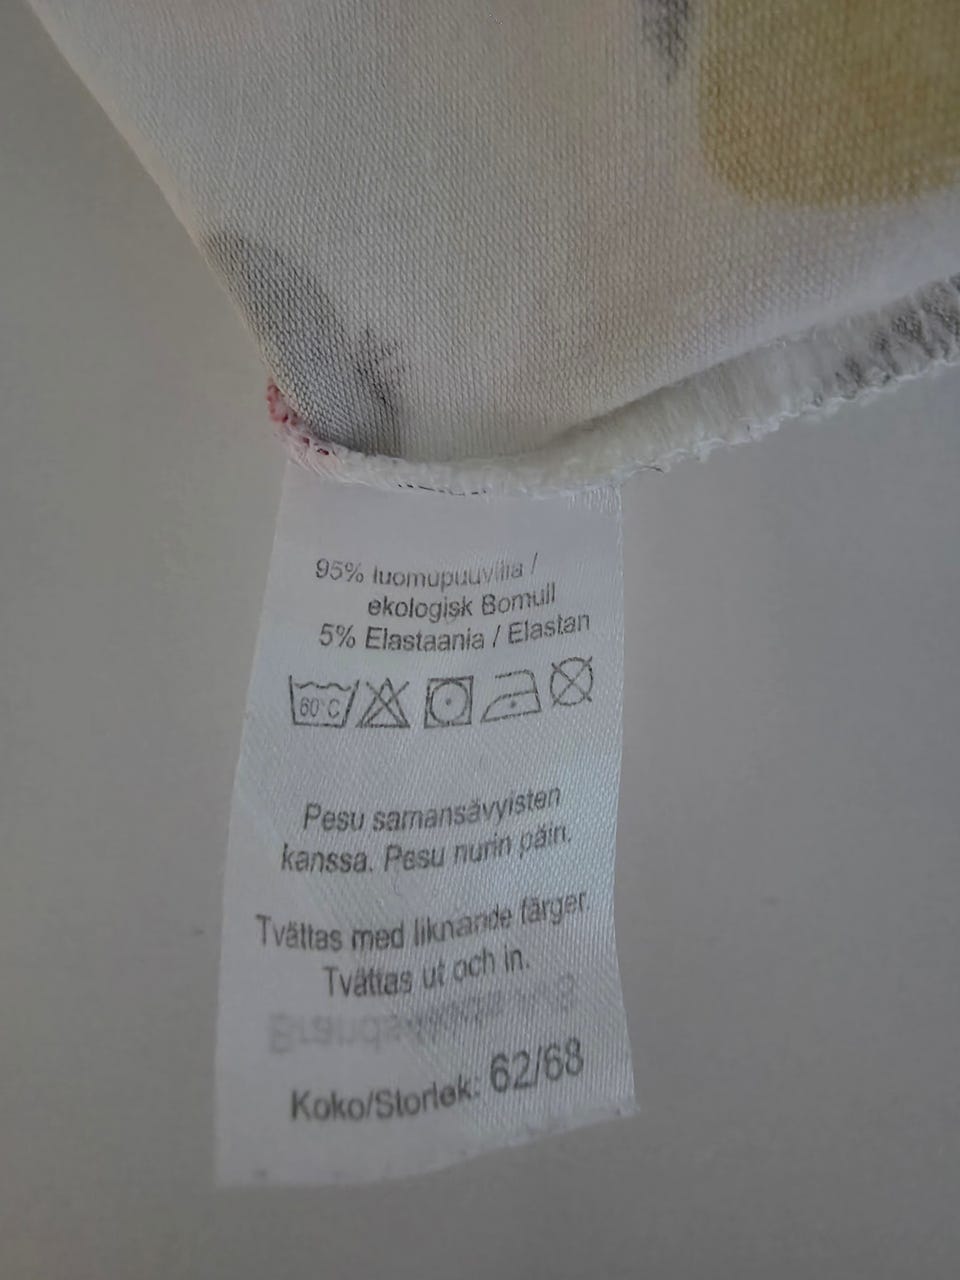 95% luomupuuvilla /
ekologisk Bomull
5% Elastaania / Elastan
60°C
Pesu samansävyisten
kanssa. Pesu nurin päin.
Tvättas med liknande färger.
Tvättas ut och in.
Koko/Storlek: 62/68